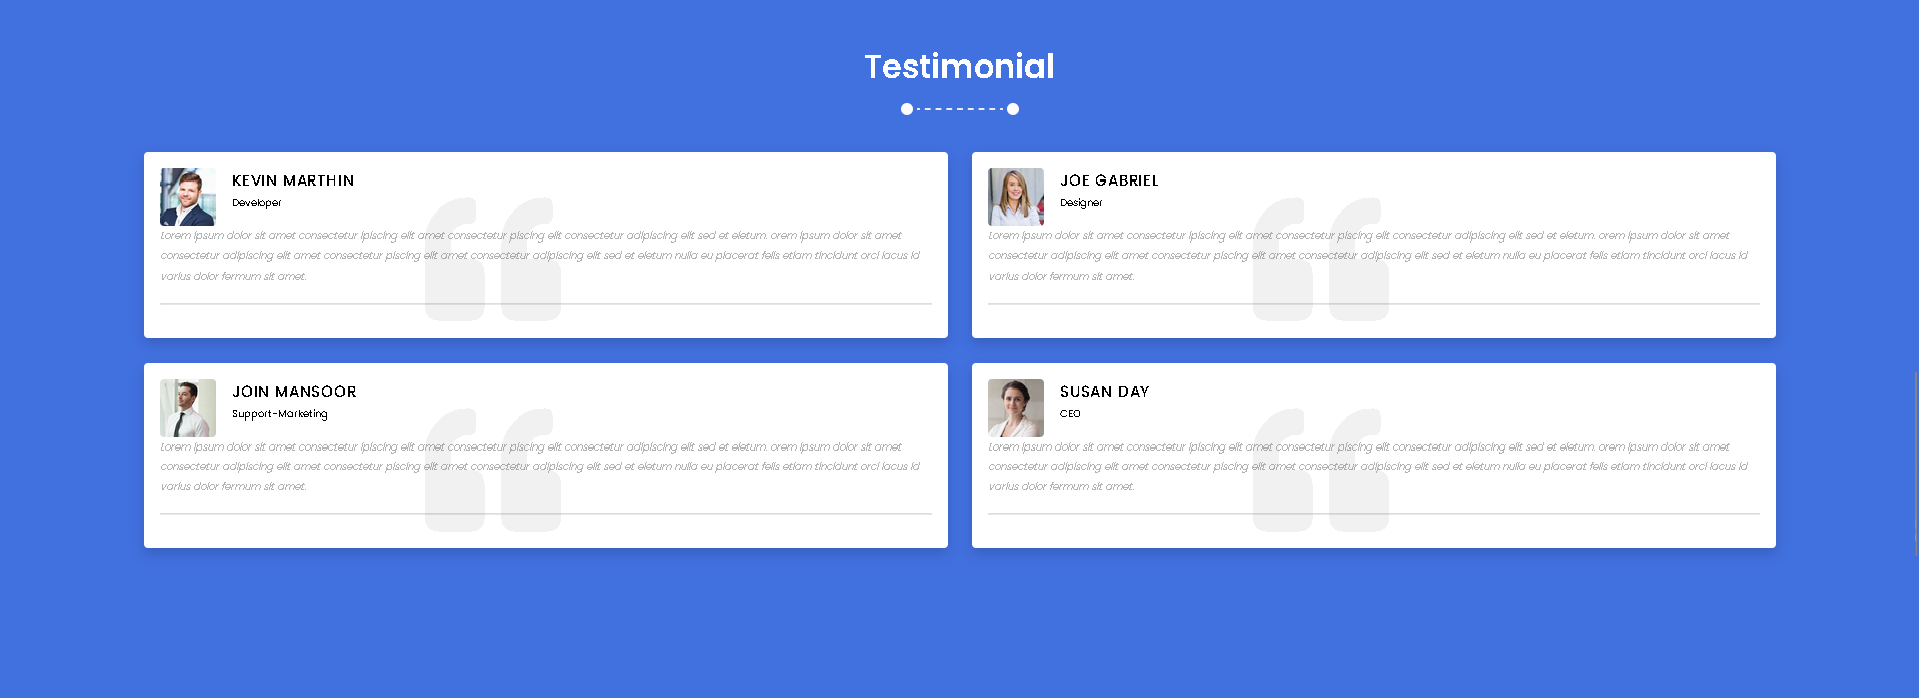 Testimonial
KEVIN MARTHIN
Developer
Lorem ipsum dolor sit amet consectetur ipiscing elit amet consectetur piscing elit consectetur adipiscing elit sed et eletum. orem ipsum dolor sit amet
consectetur adipiscing elit amet consectetur piscing elit amet consectetur adipiscing elit sed et eletum nulla eu placerat felis etiam tincidunt orci lacus id
varius dolor fermum sit amet.
JOE GABRIEL
Designer
Lorem ipsum dolor sit amet consectetur ipiscing elit amet consectetur piscing elit consectetur adipiscing elit sed et eletum. orem ipsum dolor sit amet
consectetur adipiscing elit amet consectetur piscing elit amet consectetur adipiscing elit sed et eletum nulla eu placerat felis etiam tincidunt orci lacus id
varius dolor fermum sit amet.
JOIN MANSOOR
Support-Marketing
Lorem ipsum dolor sit amet consectetur ipiscing elit amet consectetur piscing elit consectetur adipiscing elit sed et eletum. orem ipsum dolor sit amet
consectetur adipiscing elit amet consectetur piscing elit amet consectetur adipiscing elit sed et eletum nulla eu placerat felis etiam tincidunt orci lacus id
varius dolor fermum sit amet.
SUSAN DAY
CEO
Lorem ipsum dolor sit amet consectetur ipiscing elit amet consectetur piscing elit consectetur adipiscing elit sed et eletum. orem ipsum dolor sit amet
consectetur adipiscing elit amet consectetur piscing elit amet consectetur adipiscing elit sed et eletum nulla eu placerat felis etiam tincidunt orci lacus id
varius dolor fermum sit amet.